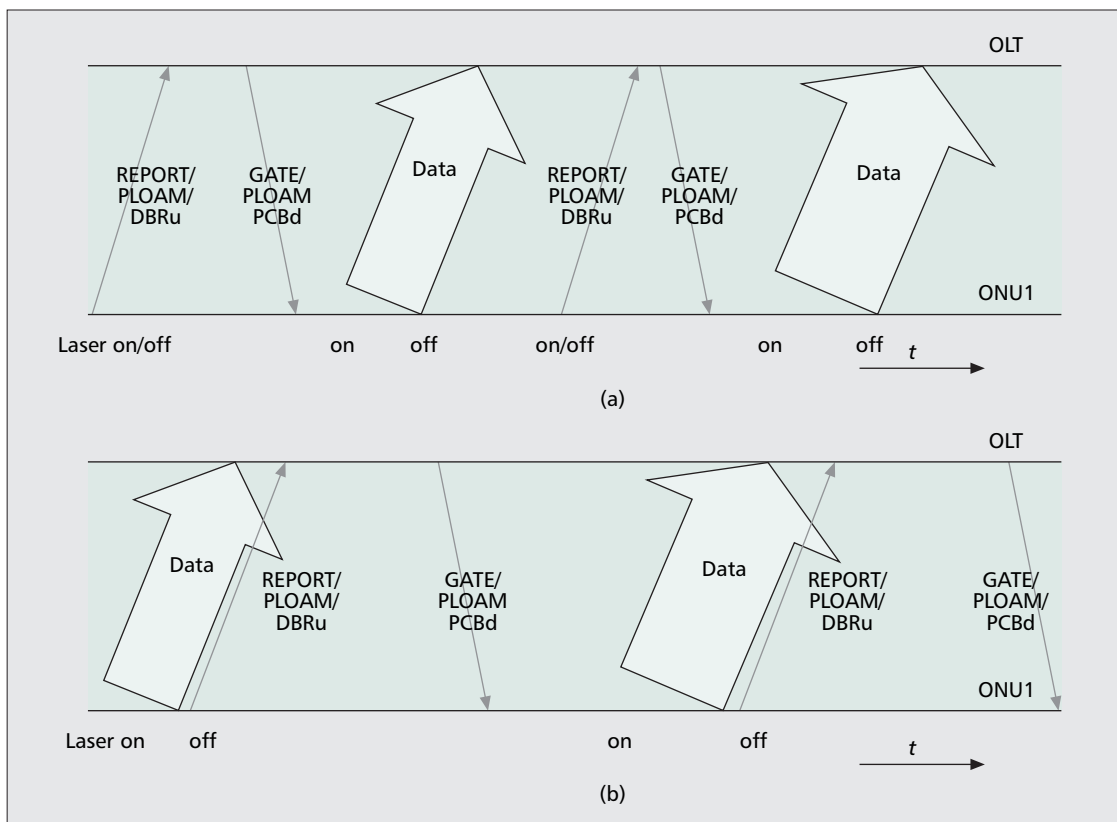 OLT
REPORT/
PLOAM/
DBRu
GATE/
PLOAM
PCBd
Data
REPORT/
PLOAM/
DBRu
GATE/
PLOAM/
PCBd
Data
ONU1
Laser on/off on off on/off on off t
(a)
OLT
Data
REPORT/
PLOAM/
DBRu
GATE/
PLOAM
PCBd
Data
REPORT/
PLOAM/
DBRu
GATE/
PLOAM/
PCBd
ONU1
Laser on off on off t
(b)